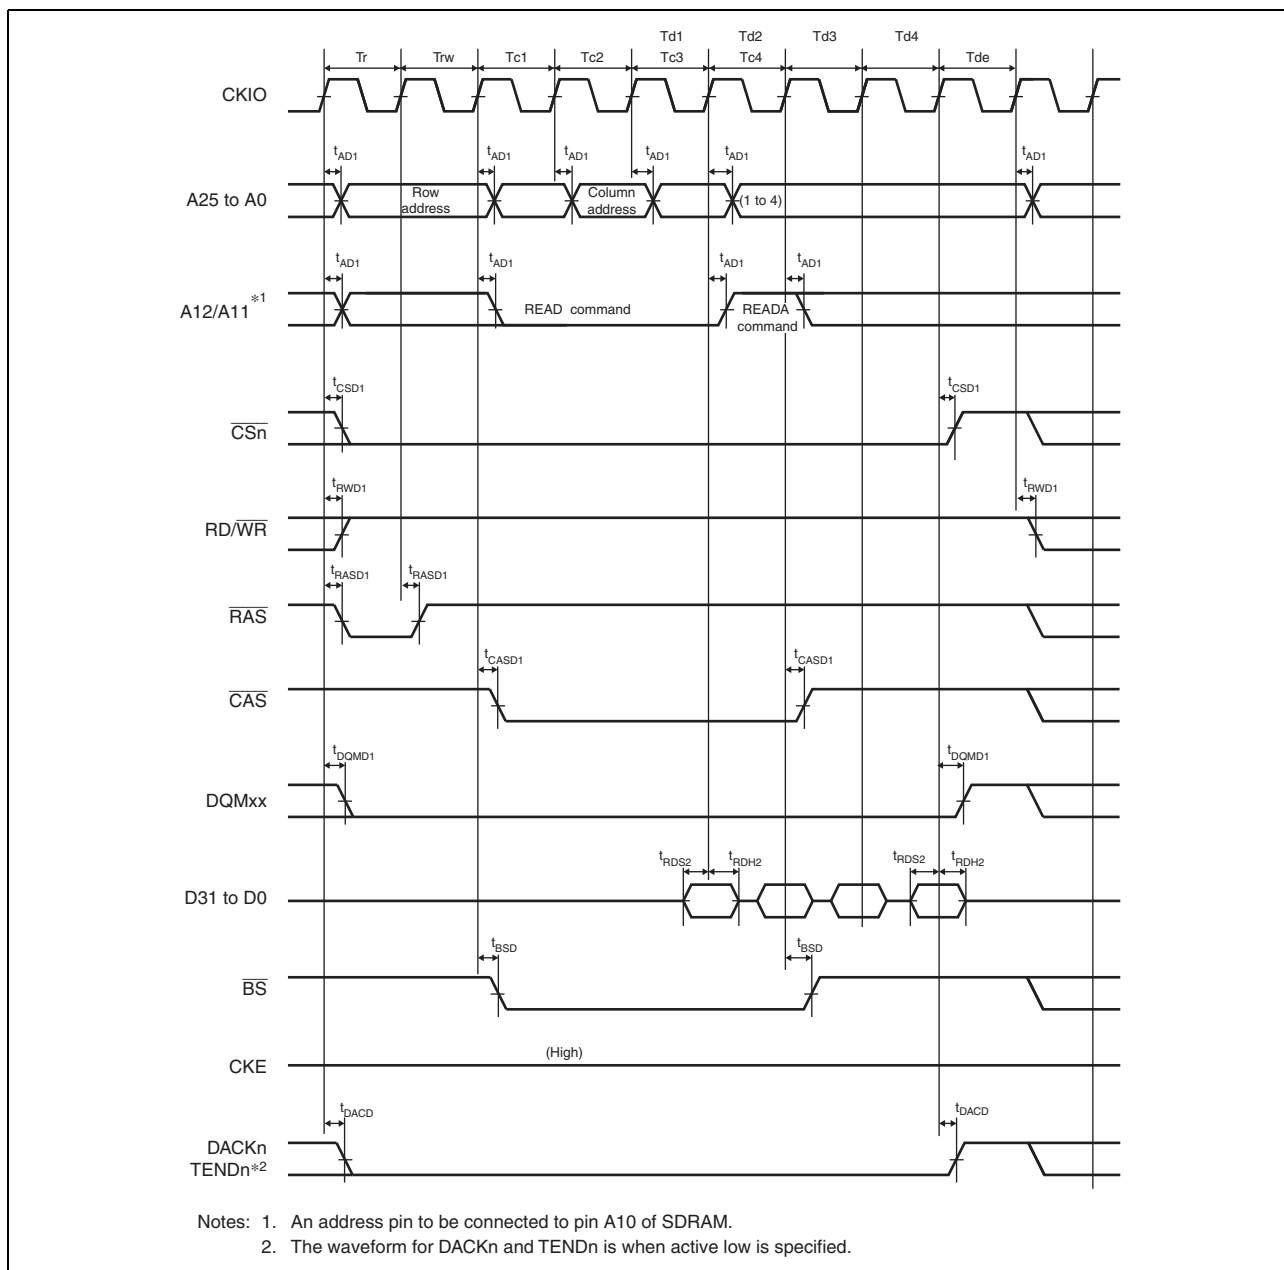 Td1 Td2 Td3 Td4
Tr Trw Tc1 Tc2 Tc3 Tc4 Tde
CKIO
tAD1 tAD1 tAD1 tAD1 tAD1 tAD1
A25 to A0
Row address
Column address
(1 to 4)
tAD1 tAD1 tAD1 tAD1
A12/A11*1
READ command
READA command
tCSD1 tCSD1
CSn
tRWD1 tRWD1
RD/WR
tRASD1 tRASD1
RAS
tCASD1 tCASD1
CAS
tDQMD1 tDQMD1
DQMxx
tRDS2 tRDH2 tRDS2 tRDH2
D31 to D0
tBSD tBSD
BS
(High)
CKE
tDACD tDACD
DACKn
TENDn*2
Notes: 1. An address pin to be connected to pin A10 of SDRAM.
2. The waveform for DACKn and TENDn is when active low is specified.